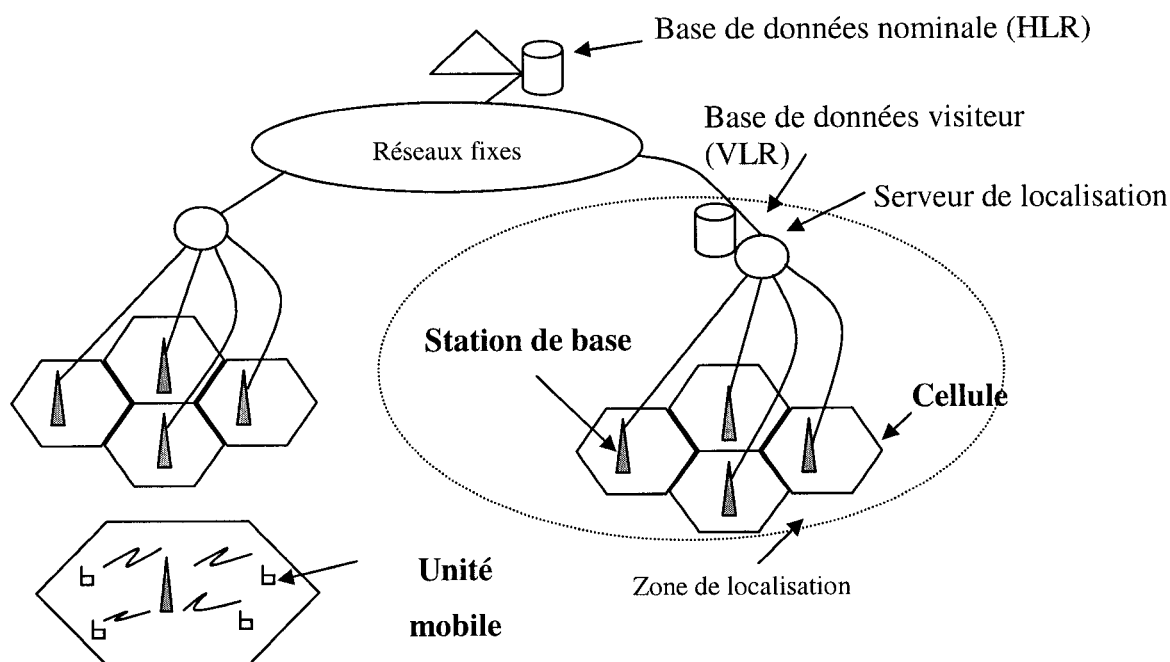 Base de données nominale (HLR)
Base de données visiteur
(VLR)
Réseaux fixes
Serveur de localisation
Station de base
Cellule
Zone de localisation
Unité
mobile